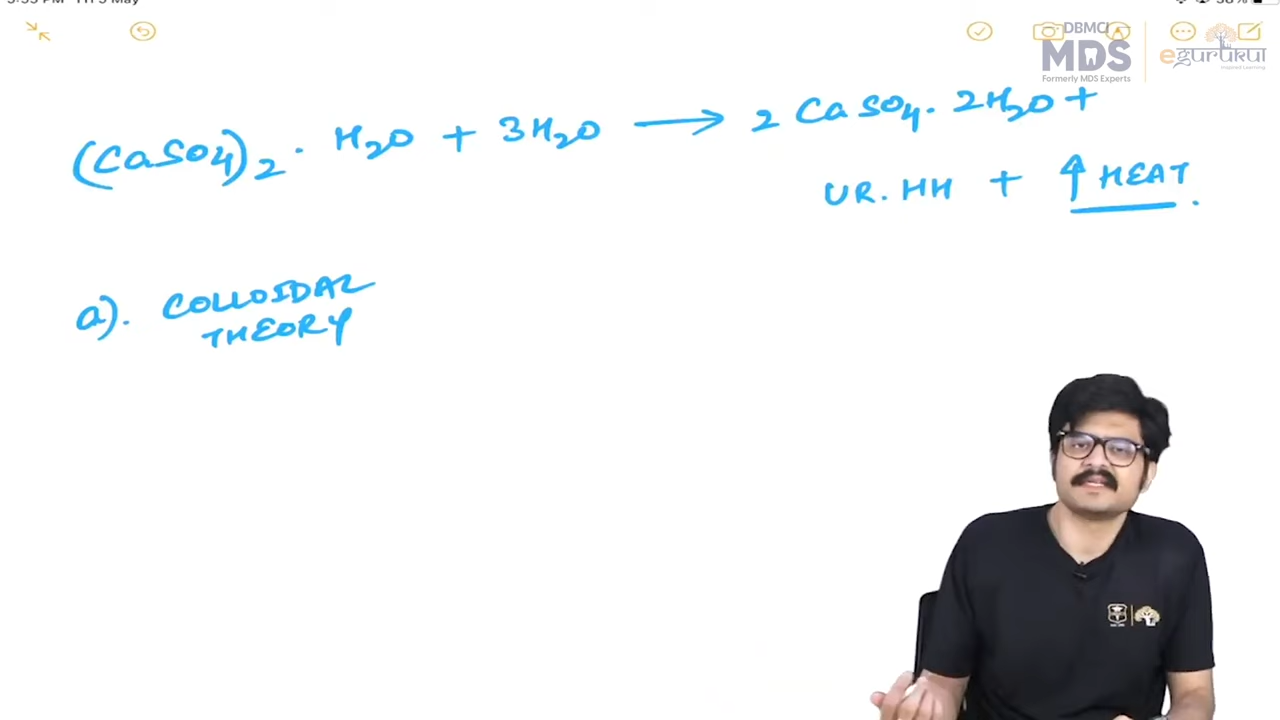 DBMCI
MDS
Formerly MDS Experts
egurukul
(CaSO4)2 . H2O + 3H2O ⟶ 2 CaSO4. 2H2O +
UR. HH + ↑ HEAT.
a). COLLOIDAL
THEORY